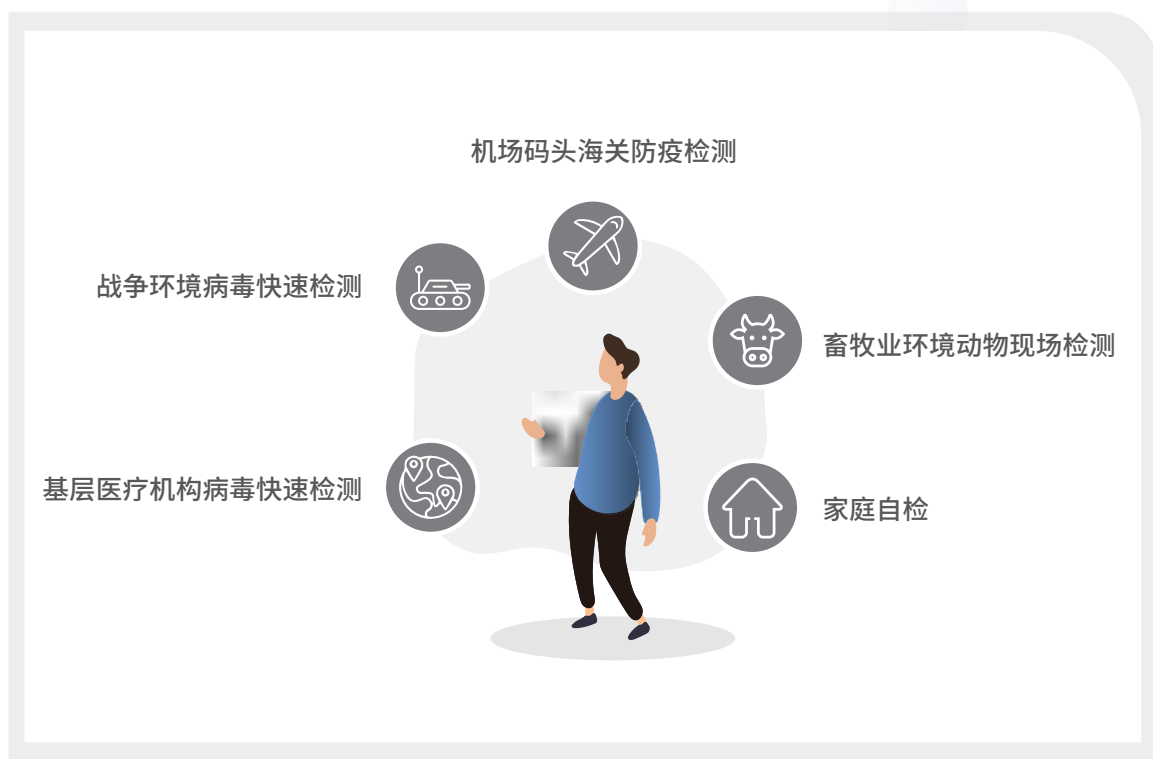 机场码头海关防疫检测
战争环境病毒快速检测
畜牧业环境动物现场检测
基层医疗机构病毒快速检测
家庭自检